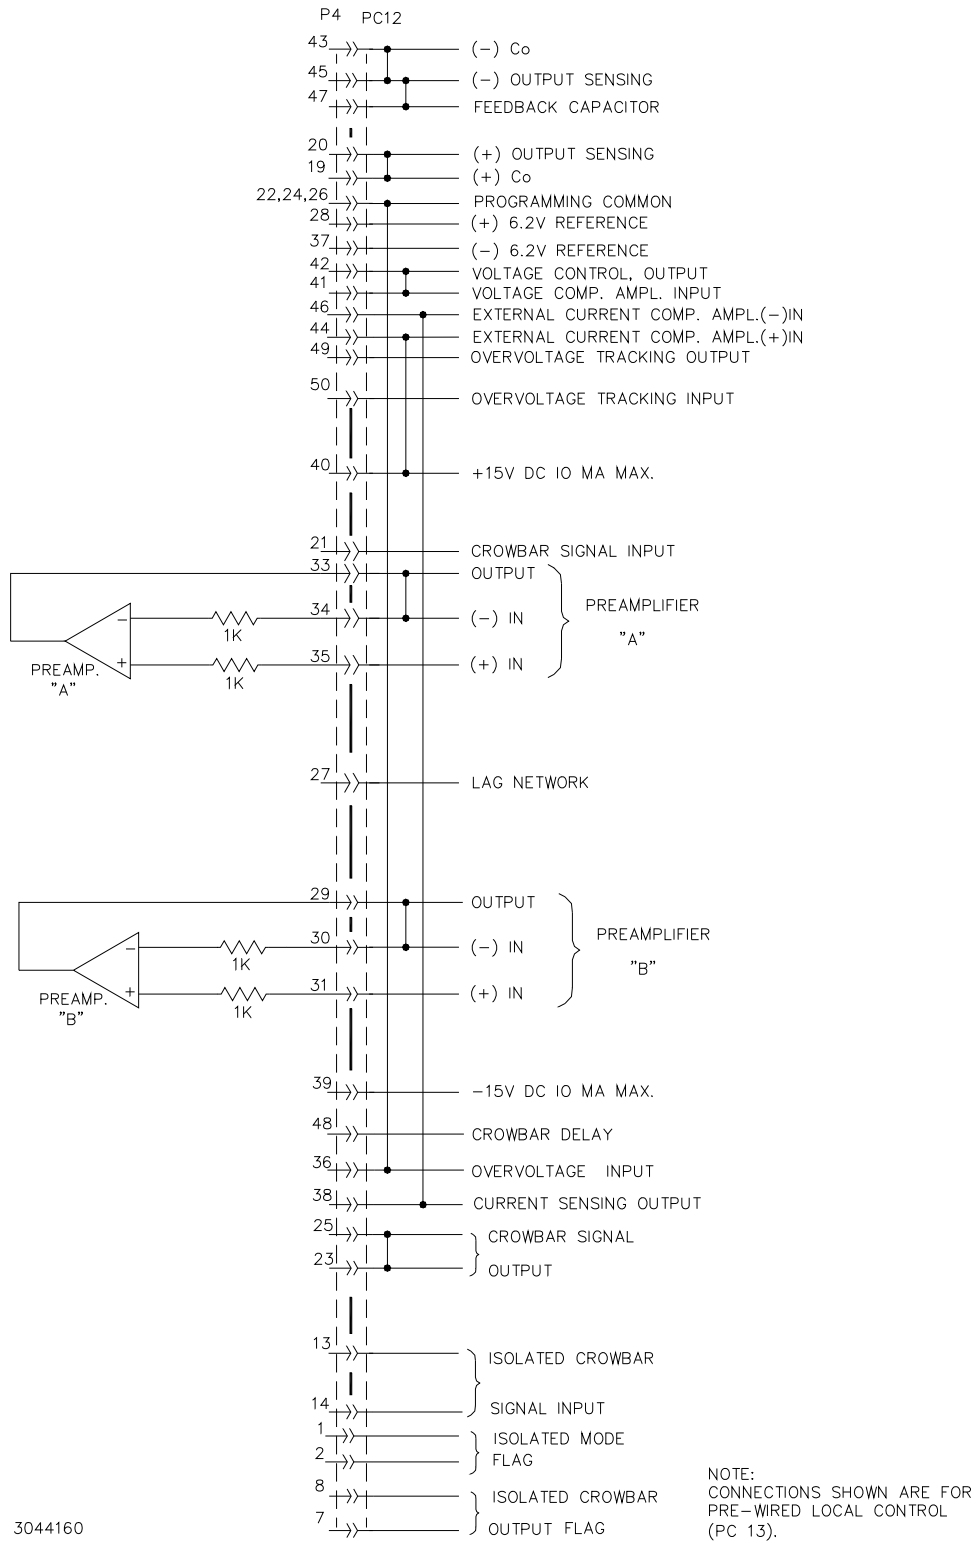 P4 PC12
43 (-) Co
45 (-) OUTPUT SENSING
47 FEEDBACK CAPACITOR
20 (+) OUTPUT SENSING
19 (+) Co
22,24,26 PROGRAMMING COMMON
28 (+) 6.2V REFERENCE
37 (-) 6.2V REFERENCE
42 VOLTAGE CONTROL, OUTPUT
41 VOLTAGE COMP. AMPL. INPUT
46 EXTERNAL CURRENT COMP. AMPL.(-)IN
44 EXTERNAL CURRENT COMP. AMPL.(+)IN
49 OVERVOLTAGE TRACKING OUTPUT
50 OVERVOLTAGE TRACKING INPUT
40 +15V DC IO MA MAX.
21 CROWBAR SIGNAL INPUT
33 OUTPUT
PREAMPLIFIER
"A"
− 1K 34 (-) IN
+ 1K 35 (+) IN
PREAMP.
"A"
27 LAG NETWORK
29 OUTPUT
PREAMPLIFIER
"B"
− 1K 30 (-) IN
+ 1K 31 (+) IN
PREAMP.
"B"
39 -15V DC IO MA MAX.
48 CROWBAR DELAY
36 OVERVOLTAGE INPUT
38 CURRENT SENSING OUTPUT
25 CROWBAR SIGNAL
23 OUTPUT
13 ISOLATED CROWBAR
14 SIGNAL INPUT
1 ISOLATED MODE
2 FLAG
8 ISOLATED CROWBAR
7 OUTPUT FLAG
NOTE:
CONNECTIONS SHOWN ARE FOR
PRE-WIRED LOCAL CONTROL
(PC 13).
3044160